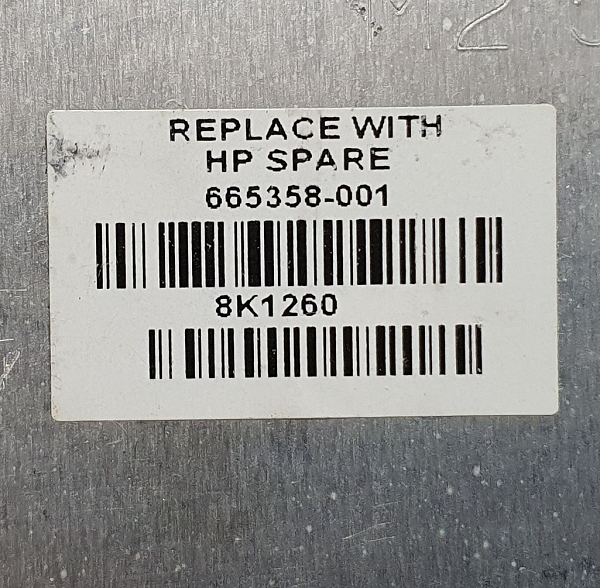 REPLACE WITH
HP SPARE
665358-001
8K1260